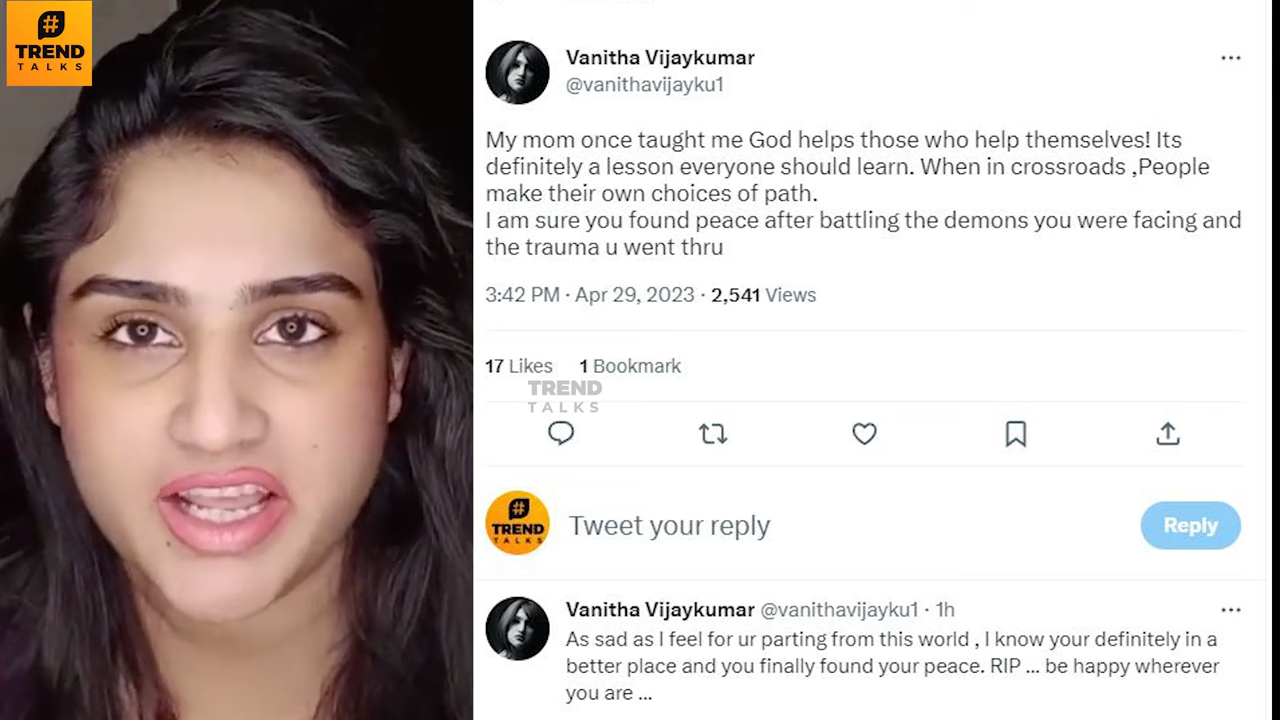 #
TREND
TALKS
Vanitha Vijaykumar
@vanithavijayku1
My mom once taught me God helps those who help themselves! Its
definitely a lesson everyone should learn. When in crossroads ,People
make their own choices of path.
I am sure you found peace after battling the demons you were facing and
the trauma u went thru
3:42 PM · Apr 29, 2023 · 2,541 Views
17 Likes 1 Bookmark
TREND
TALKS
#
TREND
TALKS
Tweet your reply
Reply
Vanitha Vijaykumar @vanithavijayku1 · 1h
As sad as I feel for ur parting from this world , I know your definitely in a
better place and you finally found your peace. RIP ... be happy wherever
you are ...